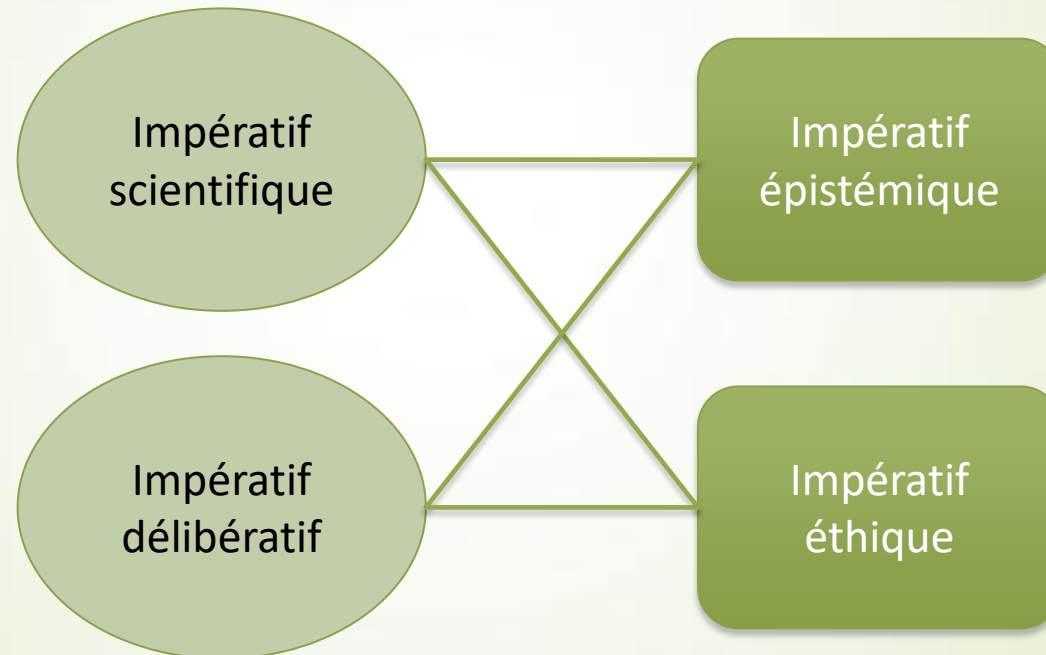 Impératif
scientifique
Impératif
épistémique
Impératif
délibératif
Impératif
éthique